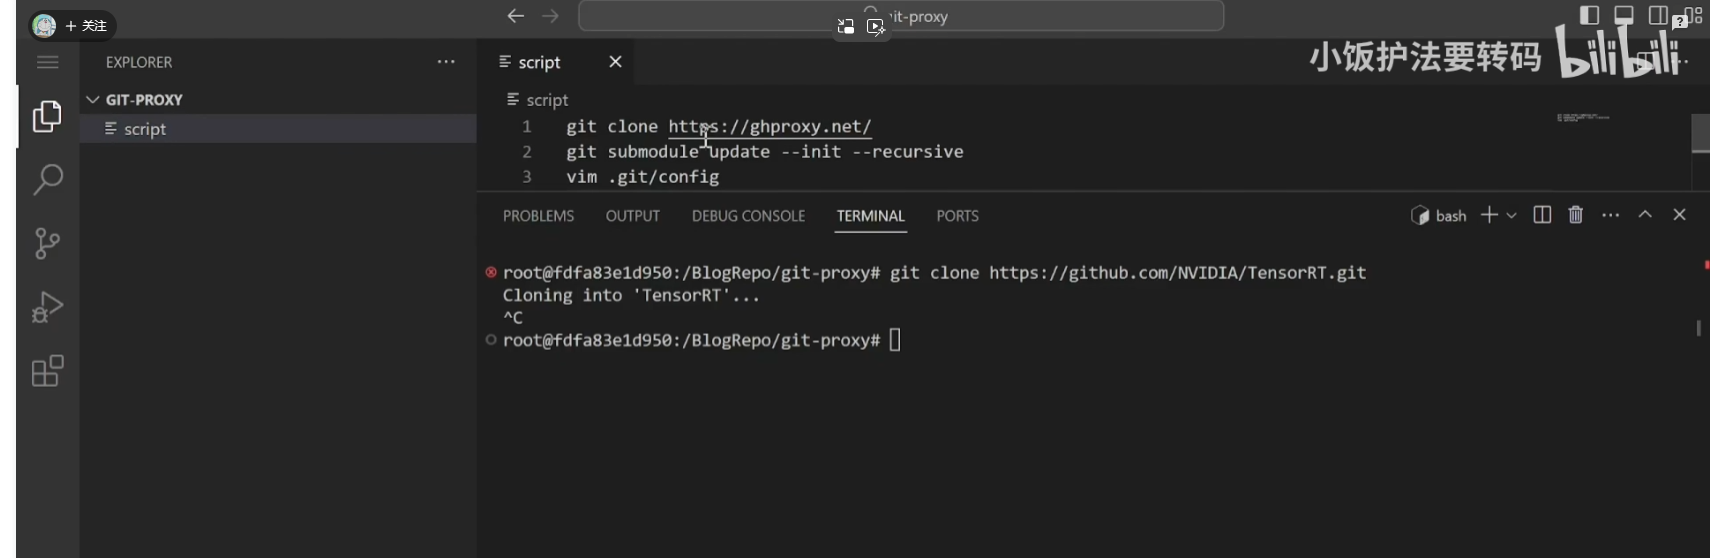 + 关注
it-proxy
小饭护法要转码 bilibili
EXPLORER
script
GIT-PROXY
script
script
1 git clone https://ghproxy.net/
2 git submodule update --init --recursive
3 vim .git/config
PROBLEMS OUTPUT DEBUG CONSOLE TERMINAL PORTS
bash
root@fdfa83e1d950:/BlogRepo/git-proxy# git clone https://github.com/NVIDIA/TensorRT.git
Cloning into 'TensorRT'...
^C
root@fdfa83e1d950:/BlogRepo/git-proxy#